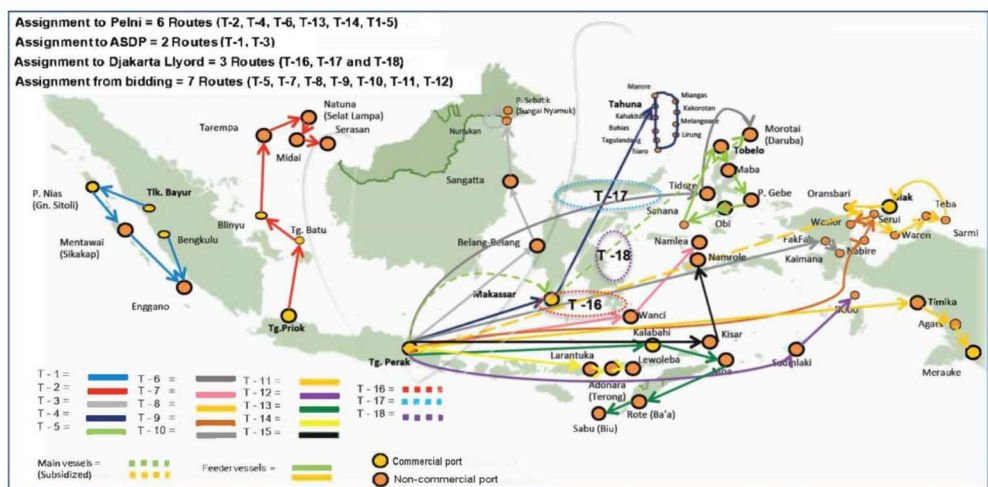 Assignment to Pelni = 6 Routes (T-2, T-4, T-6, T-13, T-14, T1-5)
Assignment to ASDP = 2 Routes (T-1, T-3)
Assignment to Djakarta Llyord = 3 Routes (T-16, T-17 and T-18)
Assignment from bidding = 7 Routes (T-5, T-7, T-8, T-9, T-10, T-11, T-12)
Marore
Miangas
Tahuna
Kakorotan
Kahakitan
Melangoare
Buhias
Lirung
Tagulandang
Biaro
P. Sebatik
(Sungai Nyamuk)
Nunukan
Natuna
(Selat Lampa)
Tarempa
Serasan
Midai
Morotai
(Daruba)
Tobelo
Maba
Sangatta
T -17
Tidore
P. Gebe
Oransbari
Biak
P. Nias
(Gn. Sitoli)
Tlk. Bayur
Teba
Sanana
Obi
Wasior
Serui
Sarmi
Blinyu
Tg. Batu
Waren
Mentawai
(Sikakap)
Bengkulu
Belang-Belang
T -18
Namlea
FakFak
Nabire
Kaimana
Namrole
Enggano
Makassar
T -16
Dobo
Timika
Wanci
Tg.Priok
Kalabahi
Kisar
Agats
Tg. Perak
Larantuka
Lewoleba
Moa
Saumlaki
Merauke
Adonara
(Terong)
Rote (Ba'a)
Sabu (Biu)
T - 1 =
T - 2 =
T - 3 =
T - 4 =
T - 5 =
T - 6 =
T - 7 =
T - 8 =
T - 9 =
T - 10 =
T - 11 =
T - 12 =
T - 13 =
T - 14 =
T - 15 =
T - 16 =
T - 17 =
T - 18 =
Main vessels =
(Subsidized)
Feeder vessels =
Commercial port
Non-commercial port